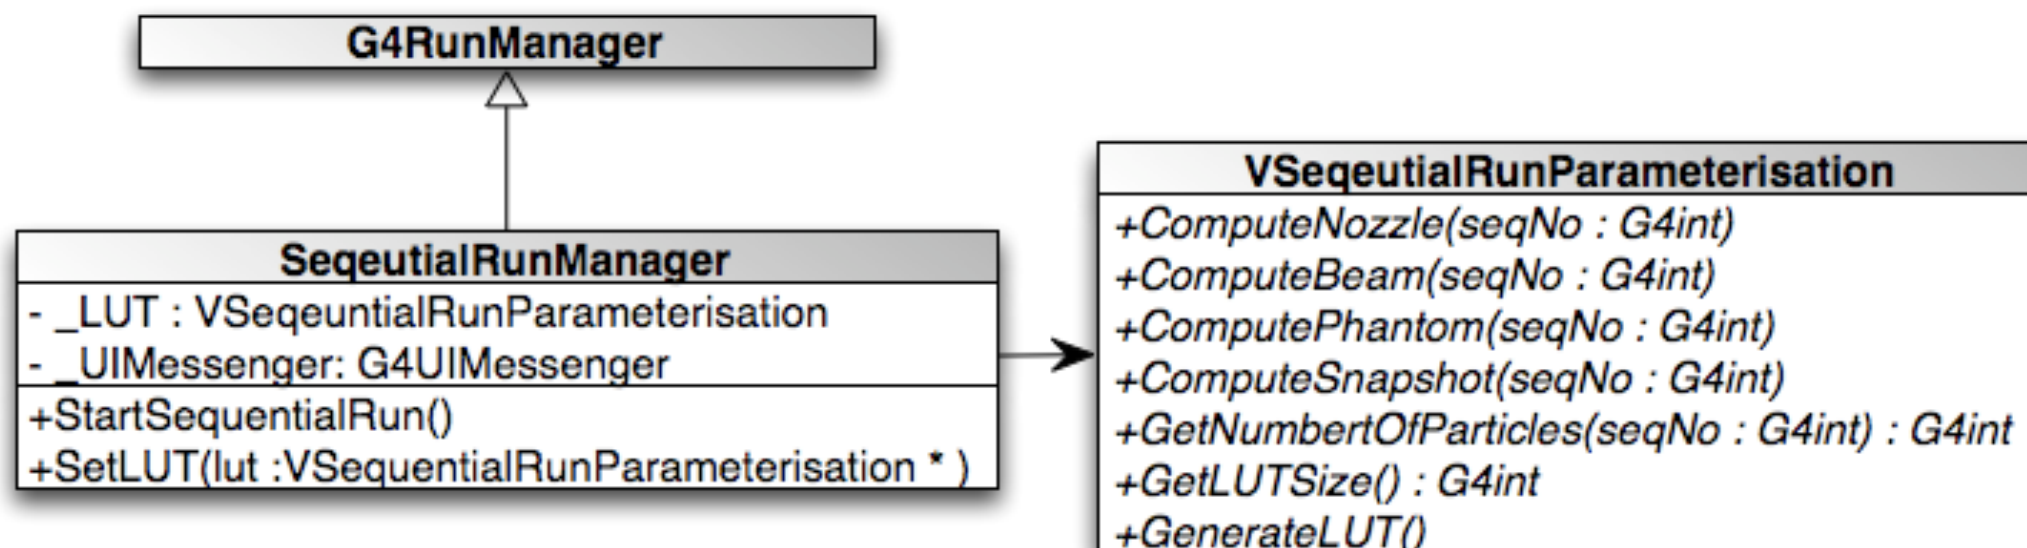 G4RunManager
SeqeutialRunManager
- _LUT : VSeqeuntialRunParameterisation
- _UIMessenger: G4UIMessenger
+StartSequentialRun()
+SetLUT(lut :VSequentialRunParameterisation * )
VSeqeutialRunParameterisation
+ComputeNozzle(seqNo : G4int)
+ComputeBeam(seqNo : G4int)
+ComputePhantom(seqNo : G4int)
+ComputeSnapshot(seqNo : G4int)
+GetNumbertOfParticles(seqNo : G4int) : G4int
+GetLUTSize() : G4int
+GenerateLUT()